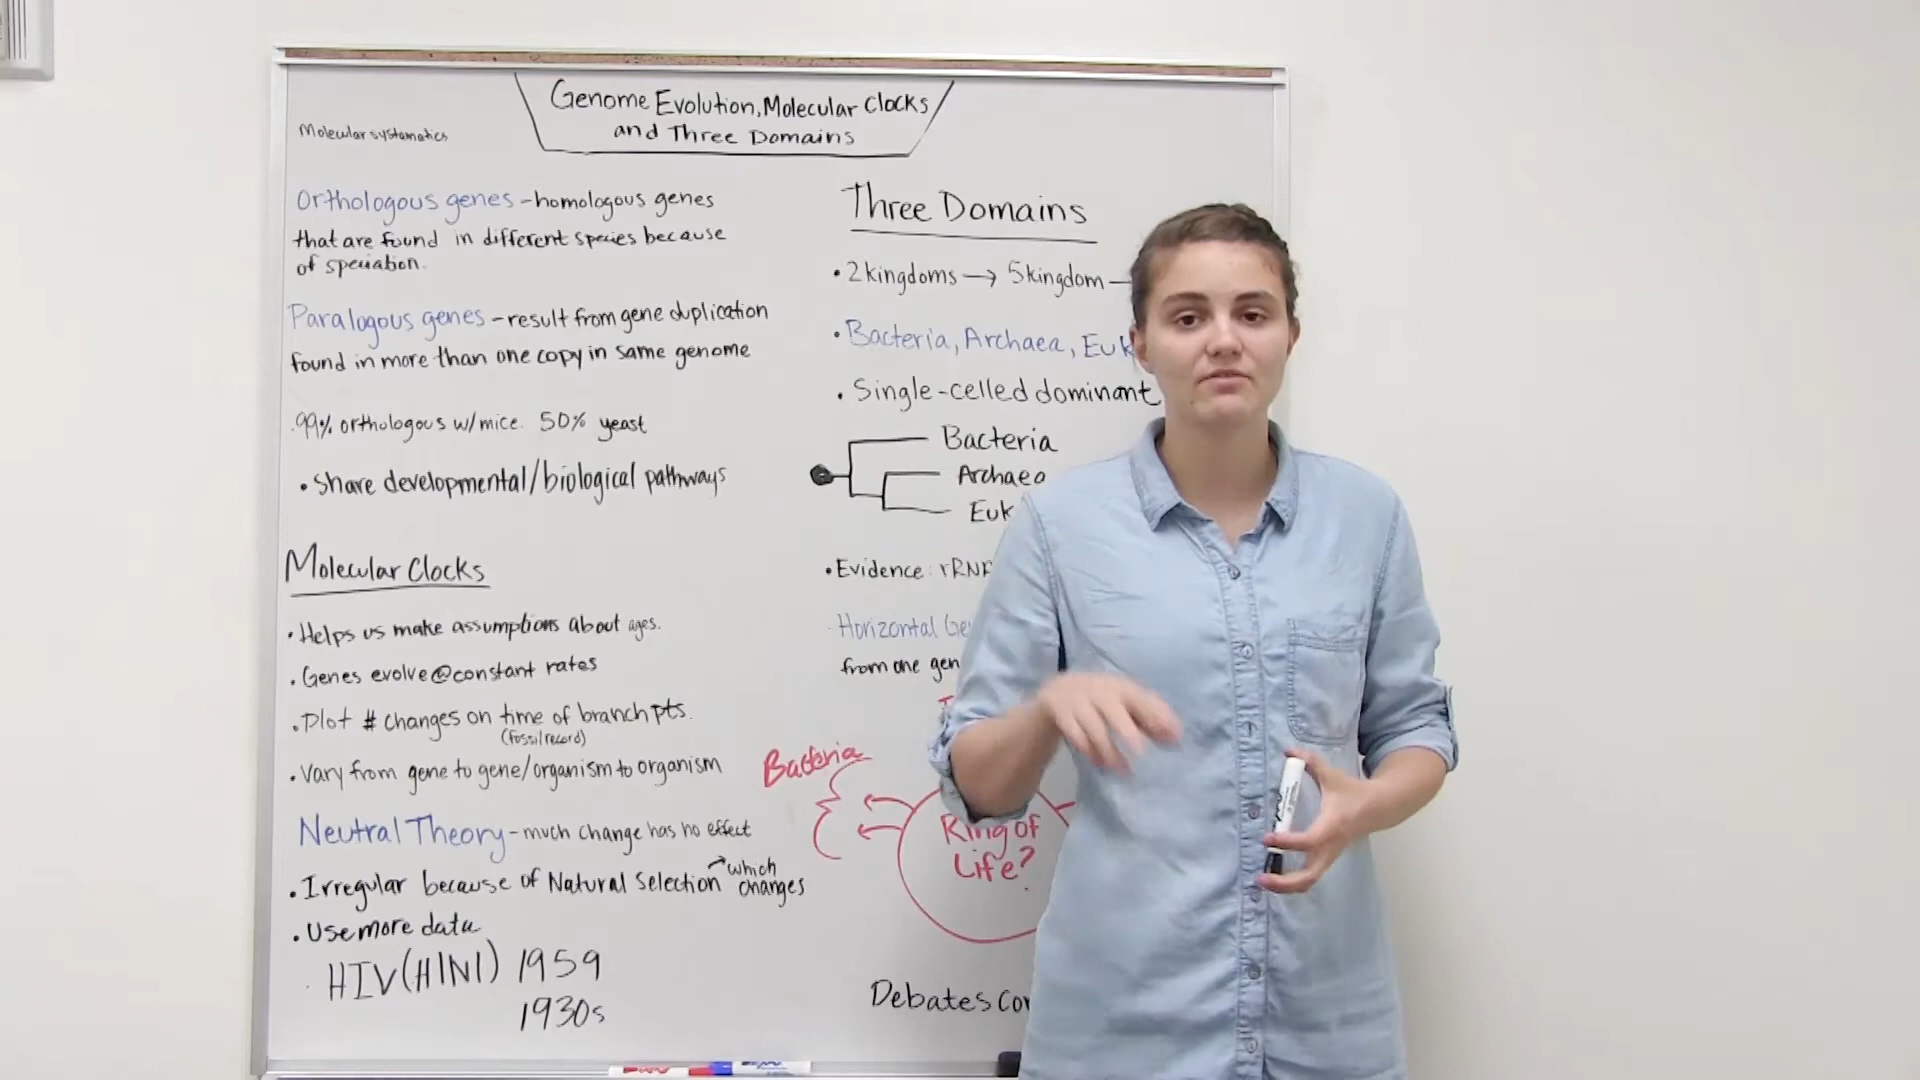 Genome Evolution, Molecular Clocks
and Three Domains
Molecular systamatics
Orthologous genes - homologous genes
that are found in different species because
of speciation.
Paralogous genes - result from gene duplication
found in more than one copy in same genome
.99% orthologous w/mice. 50% yeast
• Share developmental/biological pathways
Molecular Clocks
• Helps us make assumptions about ages.
• Genes evolve @ constant rates
• Plot # changes on time of branch pts.
(fossil record)
• Vary from gene to gene/organism to organism
Neutral Theory - much change has no effect
• Irregular because of Natural Selection → which
changes
• Use more data
• HIV (H1N1) 1959
1930s
Three Domains
• 2 kingdoms → 5 kingdom —
• Bacteria, Archaea, Euk
• Single-celled dominant
Bacteria
Archaea
Euk
• Evidence: rRNA
Horizontal Ge
from one gen
Bacteria
Ring of
Life?
Debates con